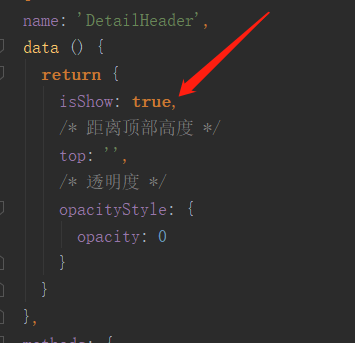 name: 'DetailHeader',
data () {
return {
isShow: true,
/* 距离顶部高度 */
top: '',
/* 透明度 */
opacityStyle: {
opacity: 0
}
}
},
methods: {